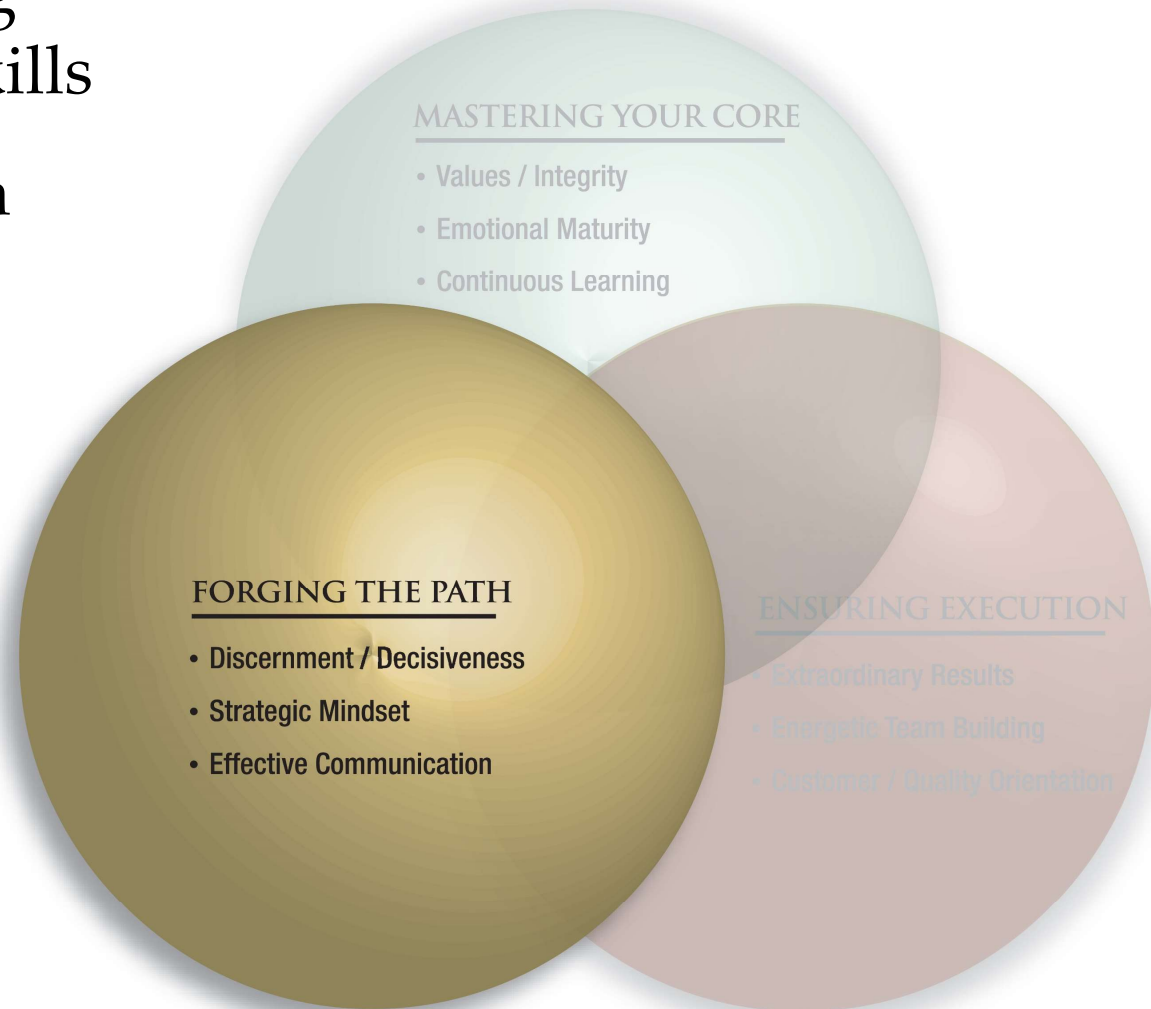 kills
MASTERING YOUR CORE
• Values / Integrity
• Emotional Maturity
• Continuous Learning
FORGING THE PATH
• Discernment / Decisiveness
• Strategic Mindset
• Effective Communication
ENSURING EXECUTION
• Extraordinary Results
• Energetic Team Building
• Customer / Quality Orientation